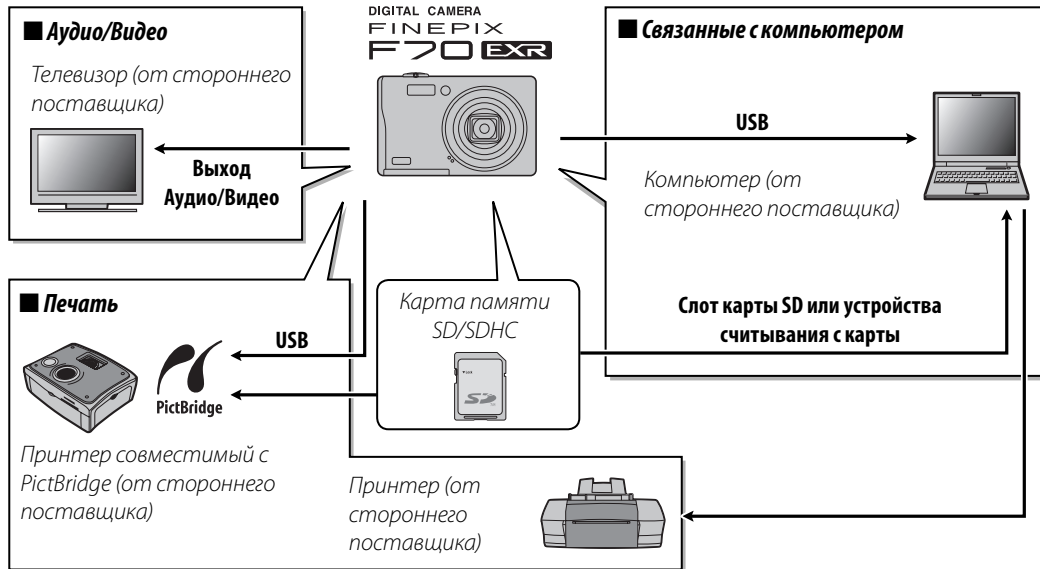 DIGITAL CAMERA
FINEPIX
F70 EXR
■ Аудио/Видео
Телевизор (от стороннего
поставщика)
Выход
Аудио/Видео
■ Связанные с компьютером
USB
Компьютер (от
стороннего поставщика)
Слот карты SD или устройства
считывания с карты
Карта памяти
SD/SDHC
SD
■ Печать
USB
PictBridge
Принтер совместимый с
PictBridge (от стороннего
поставщика)
Принтер (от
стороннего
поставщика)